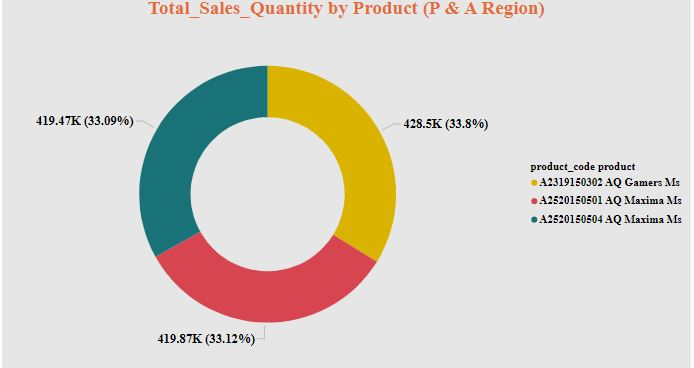 Total_Sales_Quantity by Product (P & A Region)
419.47K (33.09%)
428.5K (33.8%)
product_code product
A2319150302 AQ Gamers Ms
A2520150501 AQ Maxima Ms
A2520150504 AQ Maxima Ms
419.87K (33.12%)